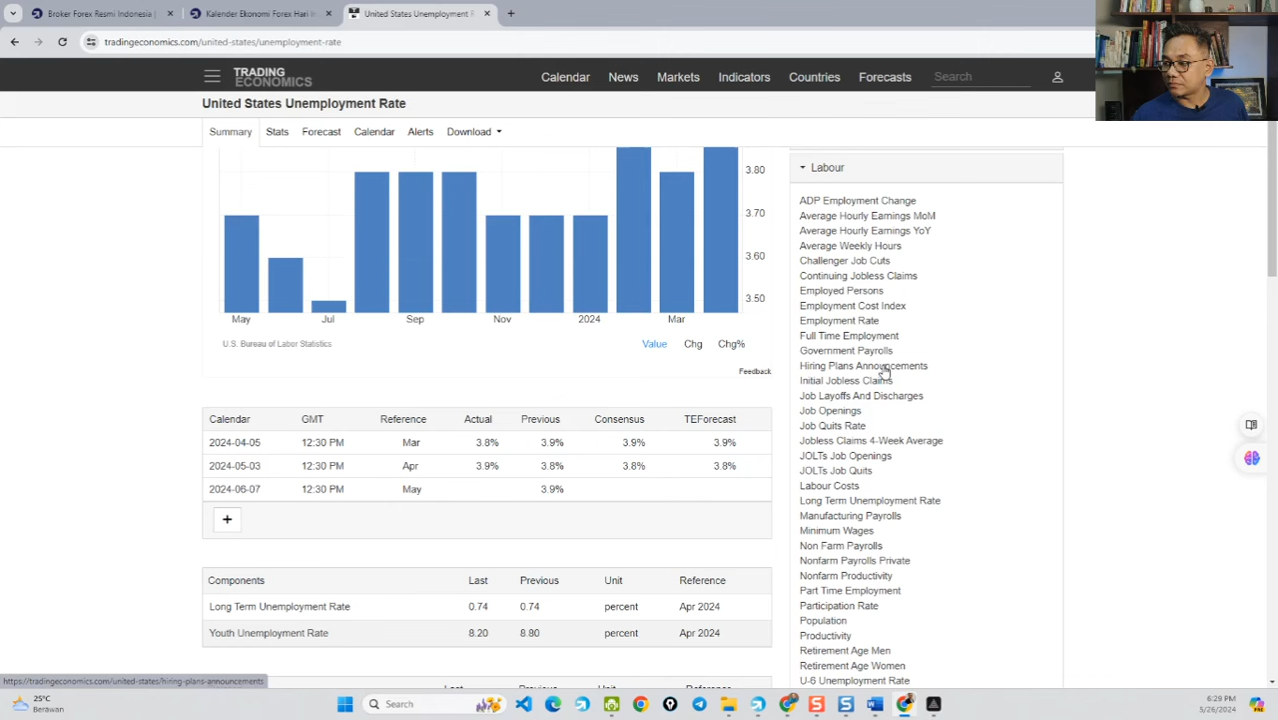 Broker Forex Resmi Indonesia |
Kalender Ekonomi Forex Hari In
United States Unemployment R
tradingeconomics.com/united-states/unemployment-rate
TRADING
ECONOMICS
Calendar News Markets Indicators Countries Forecasts Search
United States Unemployment Rate
Summary Stats Forecast Calendar Alerts Download
3.80
3.70
3.60
3.50
May Jul Sep Nov 2024 Mar
U.S. Bureau of Labor Statistics
Value Chg Chg%
Feedback
Calendar GMT Reference Actual Previous Consensus TEForecast
2024-04-05 12:30 PM Mar 3.8% 3.9% 3.9% 3.9%
2024-05-03 12:30 PM Apr 3.9% 3.8% 3.8% 3.8%
2024-06-07 12:30 PM May 3.9%
+
Components Last Previous Unit Reference
Long Term Unemployment Rate 0.74 0.74 percent Apr 2024
Youth Unemployment Rate 8.20 8.80 percent Apr 2024
Labour
ADP Employment Change
Average Hourly Earnings MoM
Average Hourly Earnings YoY
Average Weekly Hours
Challenger Job Cuts
Continuing Jobless Claims
Employed Persons
Employment Cost Index
Employment Rate
Full Time Employment
Government Payrolls
Hiring Plans Announcements
Initial Jobless Claims
Job Layoffs And Discharges
Job Openings
Job Quits Rate
Jobless Claims 4-Week Average
JOLTs Job Openings
JOLTs Job Quits
Labour Costs
Long Term Unemployment Rate
Manufacturing Payrolls
Minimum Wages
Non Farm Payrolls
Nonfarm Payrolls Private
Nonfarm Productivity
Part Time Employment
Participation Rate
Population
Productivity
Retirement Age Men
Retirement Age Women
U-6 Unemployment Rate
https://tradingeconomics.com/united-states/hiring-plans-announcements
25°C
Berawan
Search
6:29 PM
5/26/2024